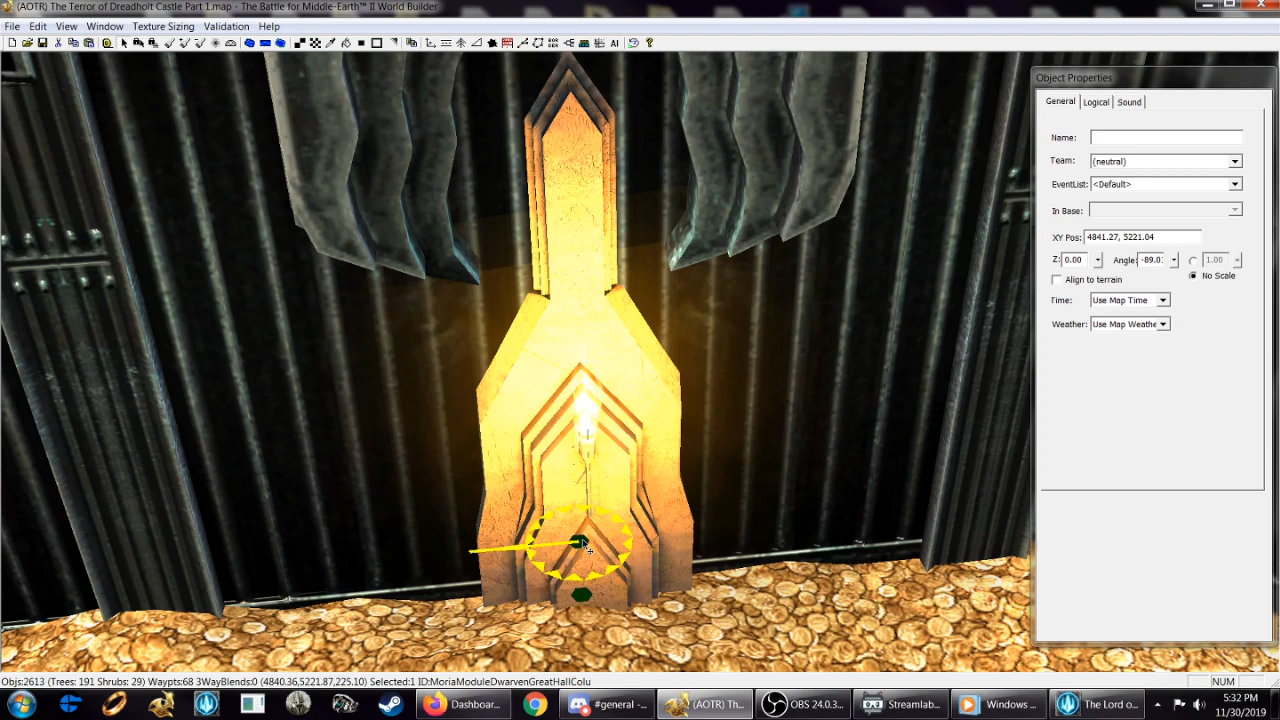 (AOTR) The Terror of Dreadholt Castle Part 1.map - The Battle for Middle-Earth™ II World Builder
File Edit View Window Texture Sizing Validation Help
AI
Object Properties
General Logical Sound
Name:
Team: (neutral)
EventList: <Default>
In Base:
XY Pos: 4841.27, 5221.04
Z: 0.00 Angle: -89.0 1.00
No Scale
Align to terrain
Time: Use Map Time
Weather: Use Map Weathe
Objs:2613 (Trees: 191 Shrubs: 29) Waypts:68 3WayBlends:0 (4840.36,5221.87,225.10) Selected:1 ID:MoriaModuleDwarvenGreatHallColu
NUM
Dashboar... #general -... (AOTR) Th... OBS 24.0.3... Streamlab... Windows ... The Lord o...
5:32 PM
11/30/2019